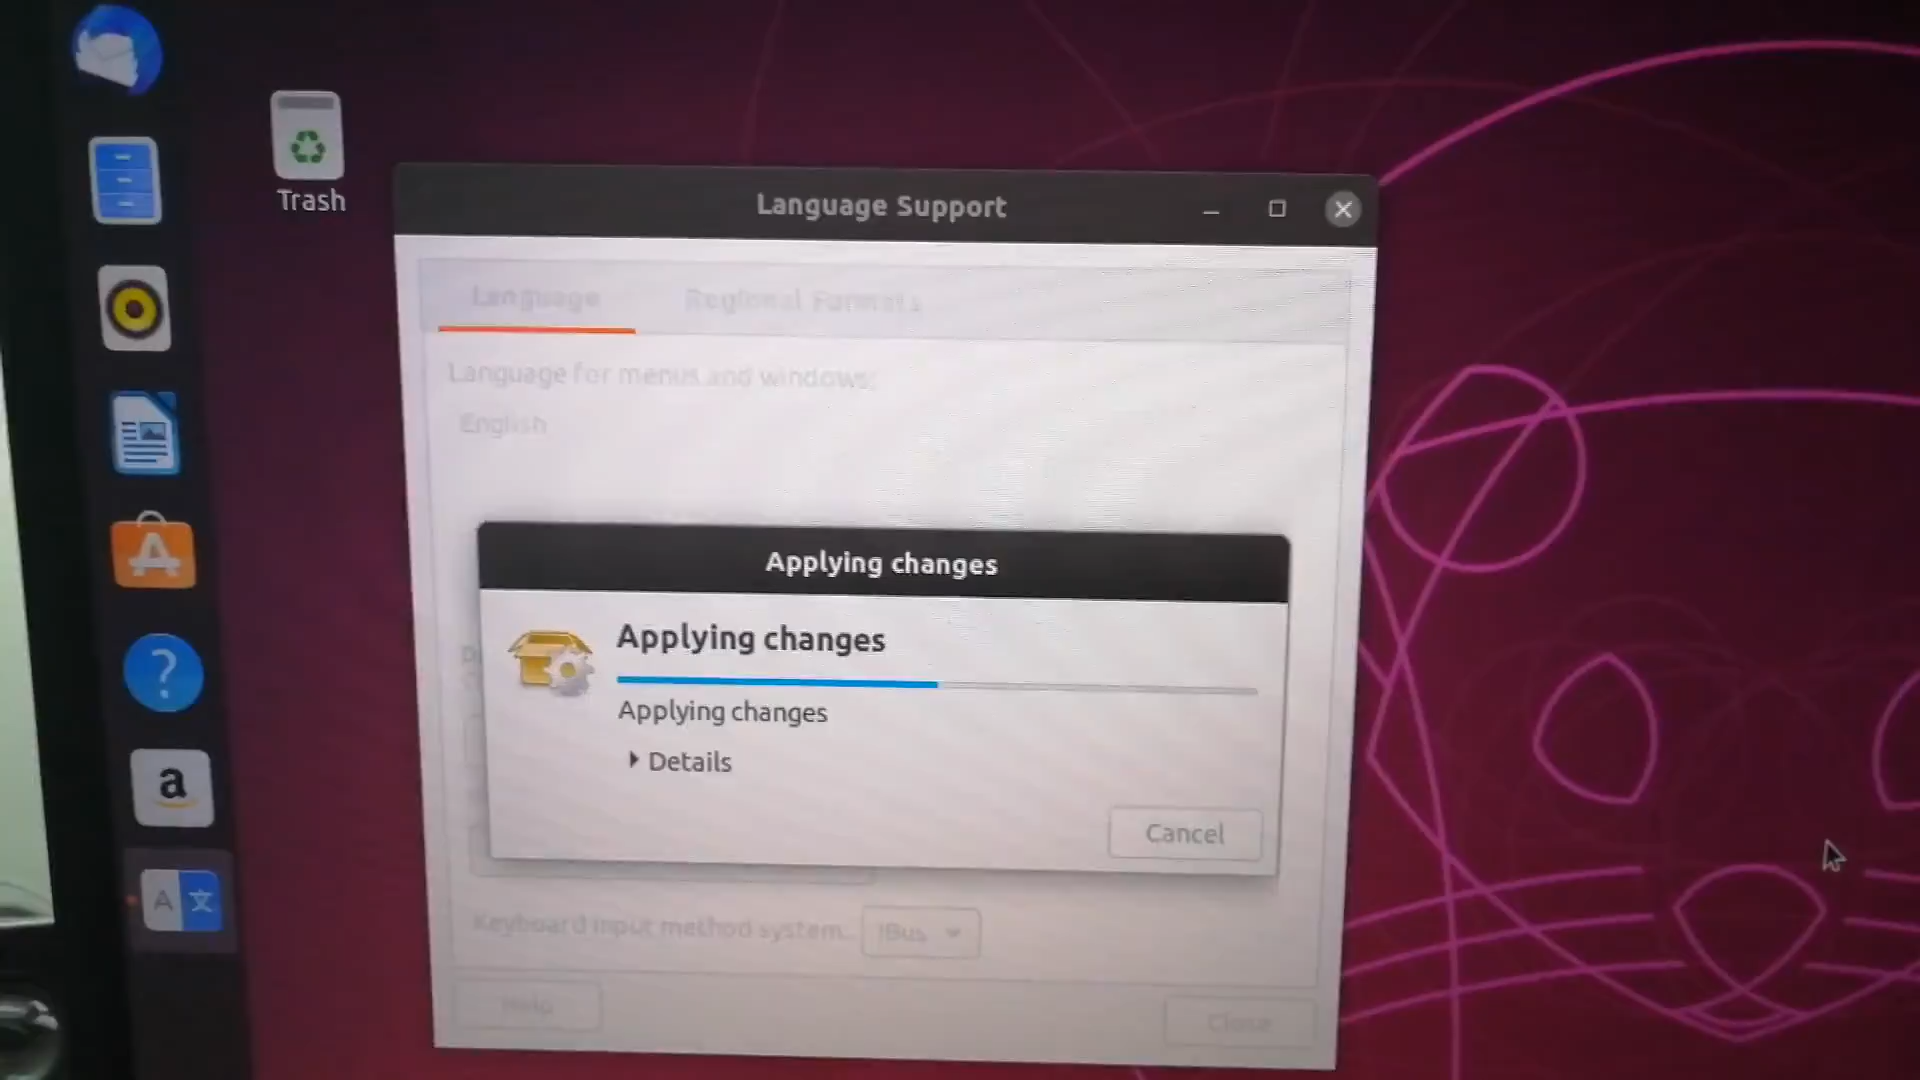 Trash
Language Support
Language Regional Formats
Language for menus and windows:
English
Applying changes
Applying changes
Applying changes
Details
Cancel
Keyboard input method system: IBus
Help Close
?
a
A 文